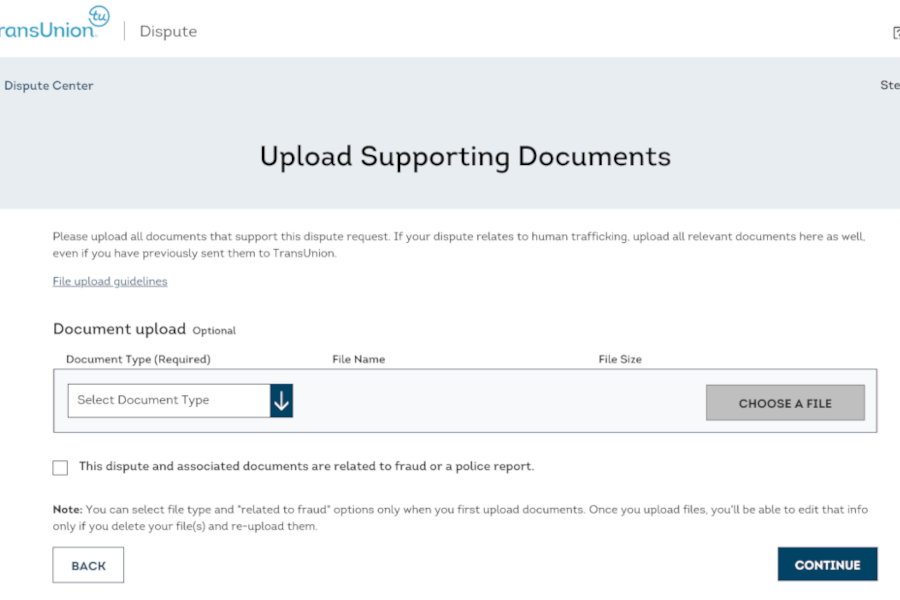 tu
ransUnion
Dispute
Dispute Center
Ste
Upload Supporting Documents
Please upload all documents that support this dispute request. If your dispute relates to human trafficking, upload all relevant documents here as well,
even if you have previously sent them to TransUnion.
File upload guidelines
Document upload Optional
Document Type (Required) File Name File Size
Select Document Type
CHOOSE A FILE
This dispute and associated documents are related to fraud or a police report.
Note: You can select file type and "related to fraud" options only when you first upload documents. Once you upload files, you'll be able to edit that info
only if you delete your file(s) and re-upload them.
BACK
CONTINUE